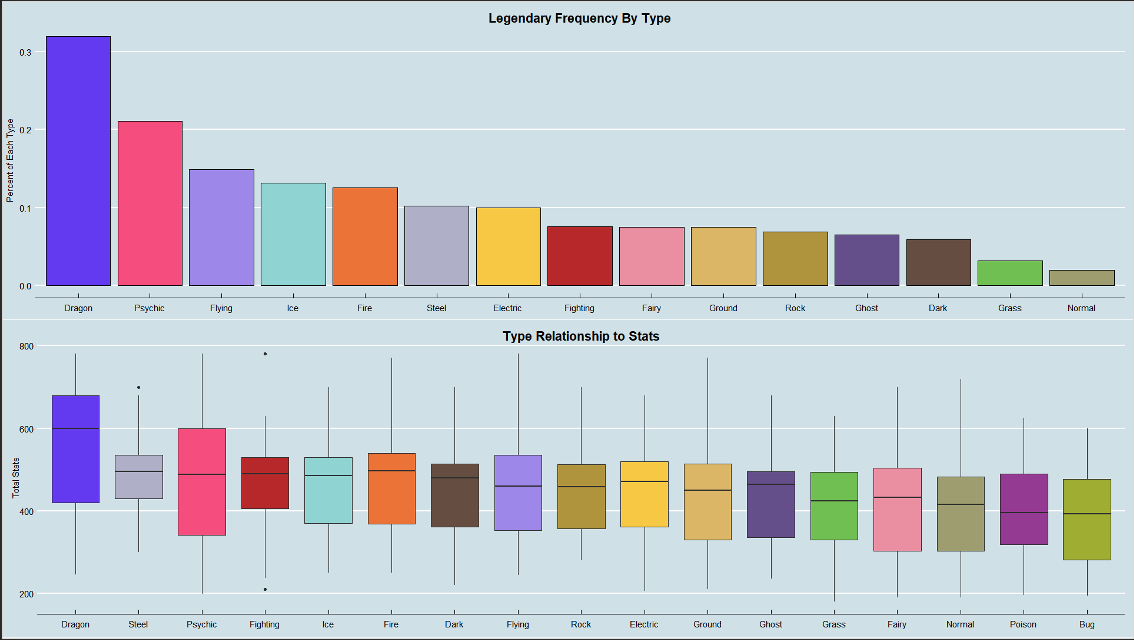 Legendary Frequency By Type
Percent of Each Type
0.3
0.2
0.1
0.0
Dragon Psychic Flying Ice Fire Steel Electric Fighting Fairy Ground Rock Ghost Dark Grass Normal
Type Relationship to Stats
Total Stats
800
600
400
200
Dragon Steel Psychic Fighting Ice Fire Dark Flying Rock Electric Ground Ghost Grass Fairy Normal Poison Bug